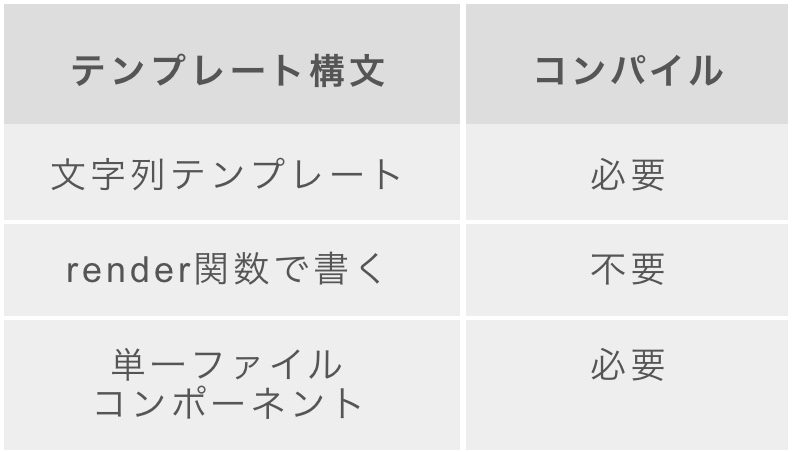 テンプレート構文 コンパイル
文字列テンプレート 必要
render関数で書く 不要
単一ファイル 必要
コンポーネント